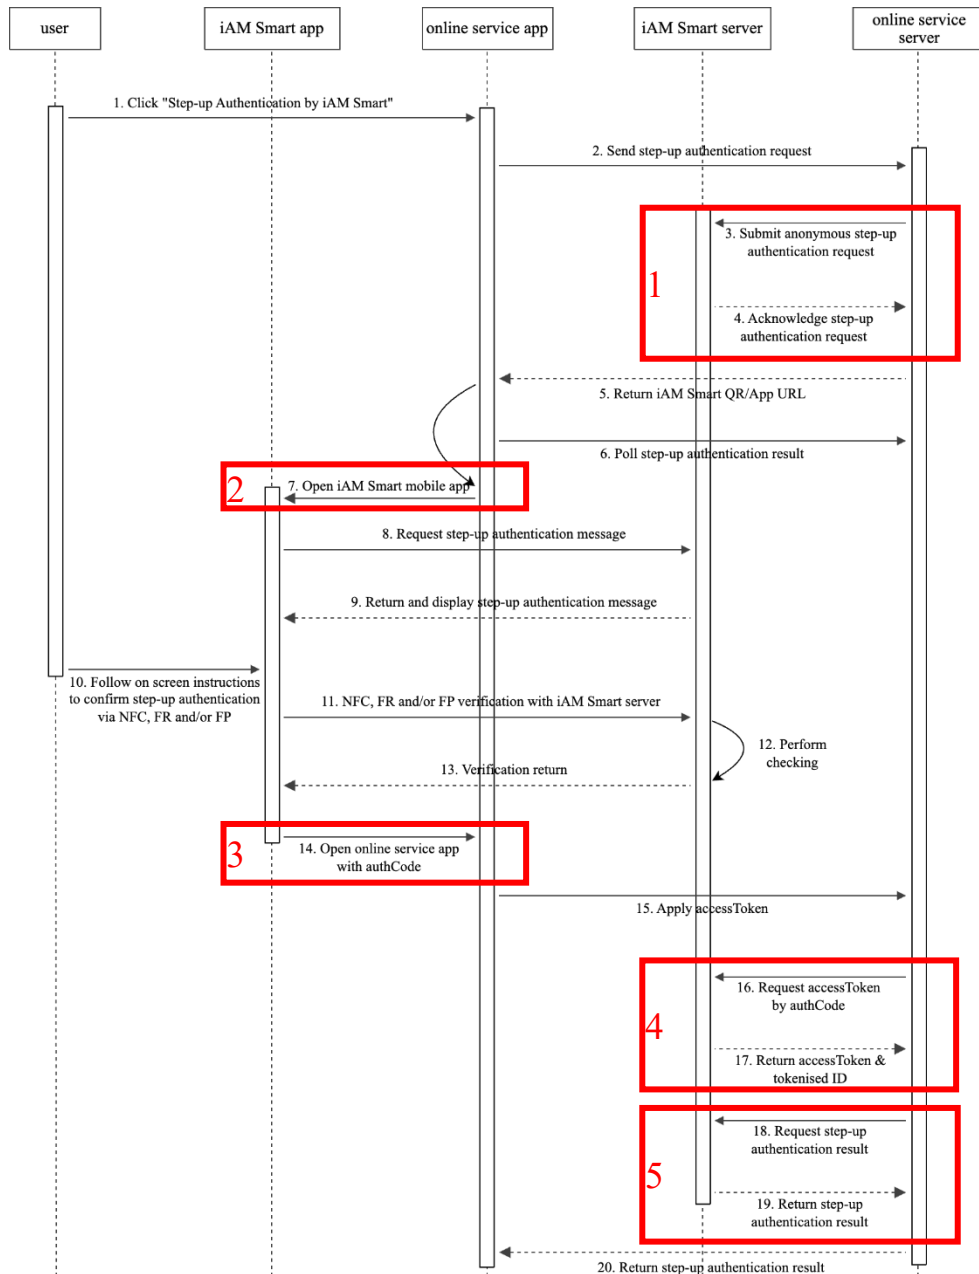 user
iAM Smart app
online service app
iAM Smart server
online service
server
1. Click "Step-up Authentication by iAM Smart"
2. Send step-up authentication request
1
3. Submit anonymous step-up
authentication request
4. Acknowledge step-up
authentication request
5. Return iAM Smart QR/App URL
6. Poll step-up authentication result
2
7. Open iAM Smart mobile app
8. Request step-up authentication message
9. Return and display step-up authentication message
10. Follow on screen instructions
to confirm step-up authentication
via NFC, FR and/or FP
11. NFC, FR and/or FP verification with iAM Smart server
12. Perform
checking
13. Verification return
3
14. Open online service app
with authCode
15. Apply accessToken
4
16. Request accessToken
by authCode
17. Return accessToken &
tokenised ID
5
18. Request step-up
authentication result
19. Return step-up
authentication result
20. Return step-up authentication result